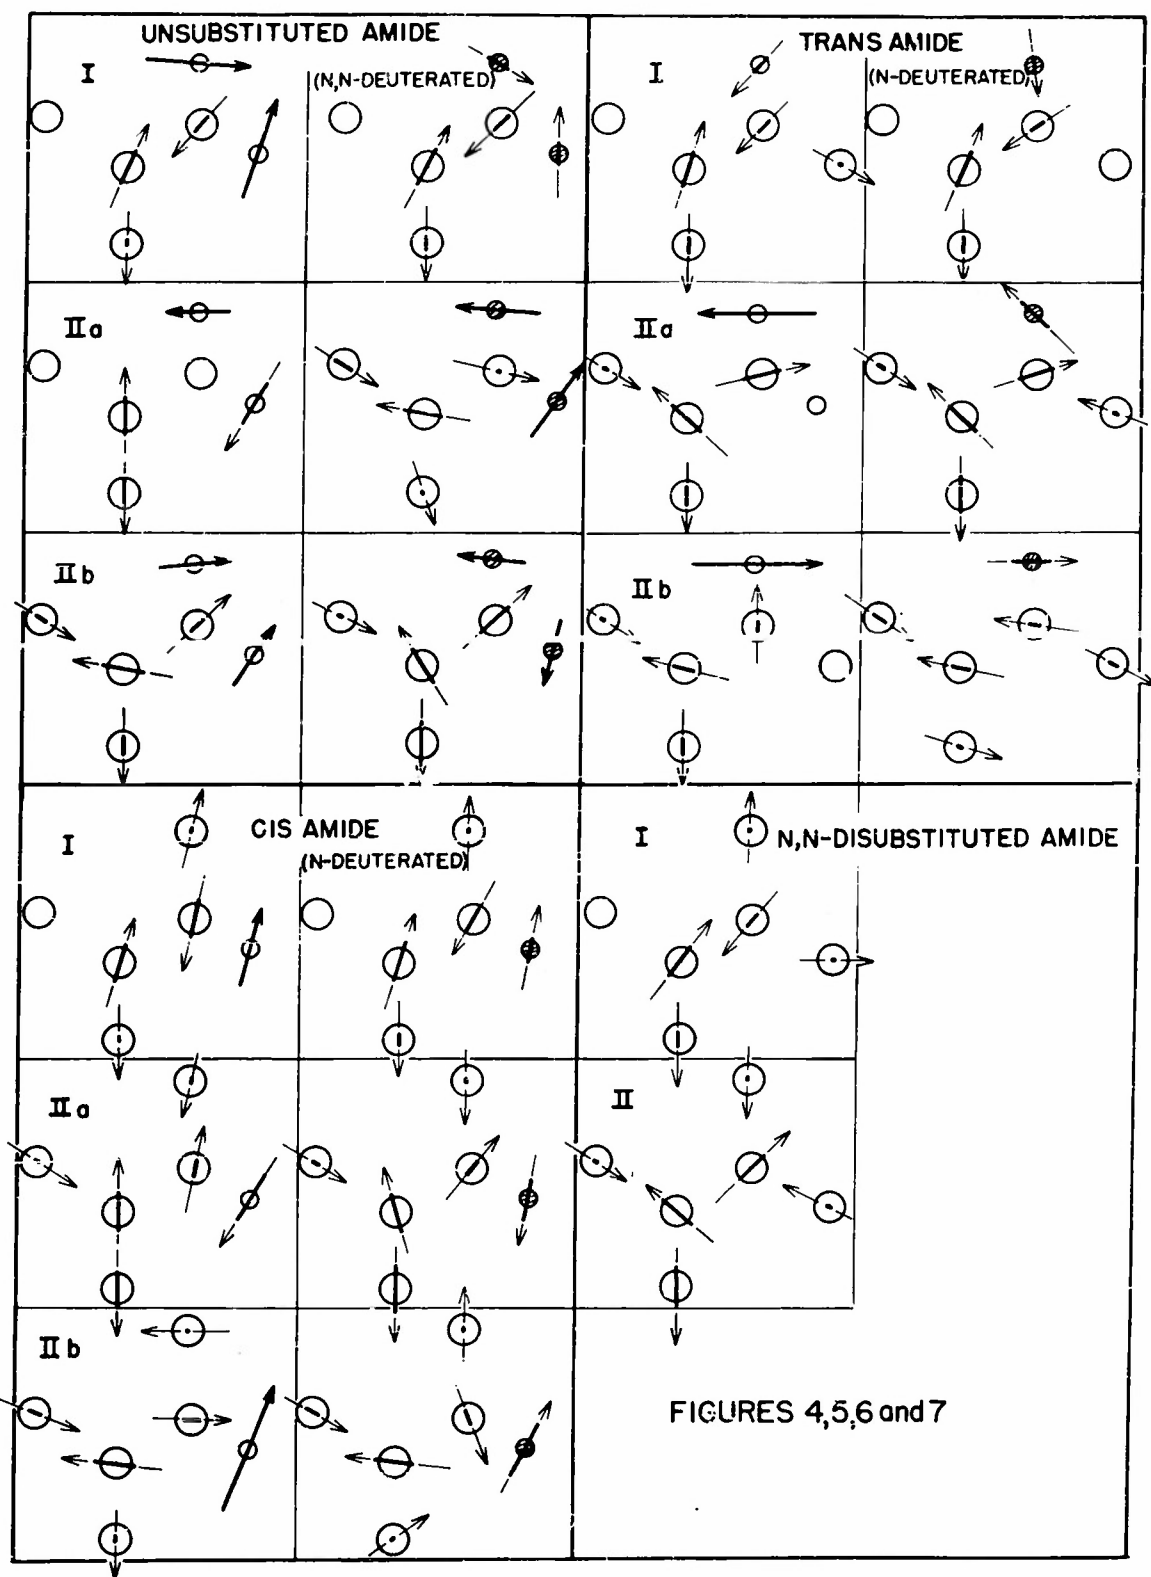 UNSUBSTITUTED AMIDE
I
(N,N-DEUTERATED)
TRANS AMIDE
I
(N-DEUTERATED)
IIa
IIa
IIb
IIb
CIS AMIDE
I
(N-DEUTERATED)
I
N,N-DISUBSTITUTED AMIDE
IIa
II
IIb
FIGURES 4,5,6 and 7